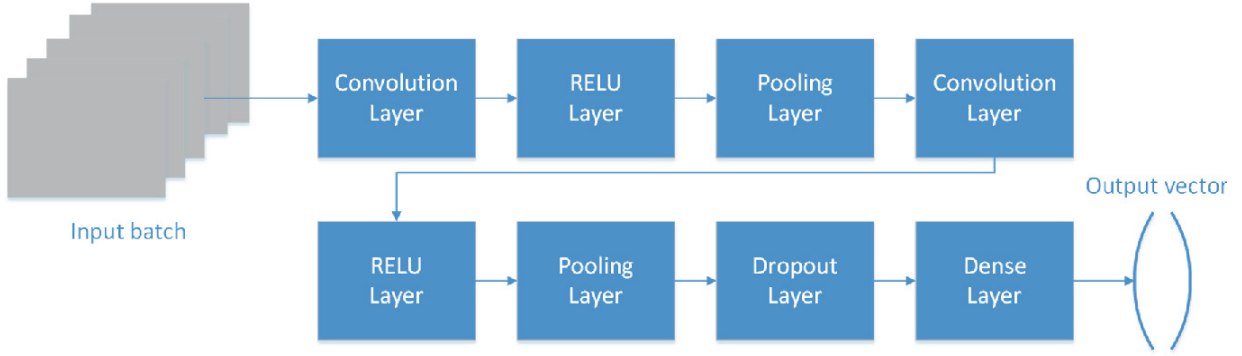 Convolution
Layer
RELU
Layer
Pooling
Layer
Convolution
Layer
Input batch
Output vector
RELU
Layer
Pooling
Layer
Dropout
Layer
Dense
Layer